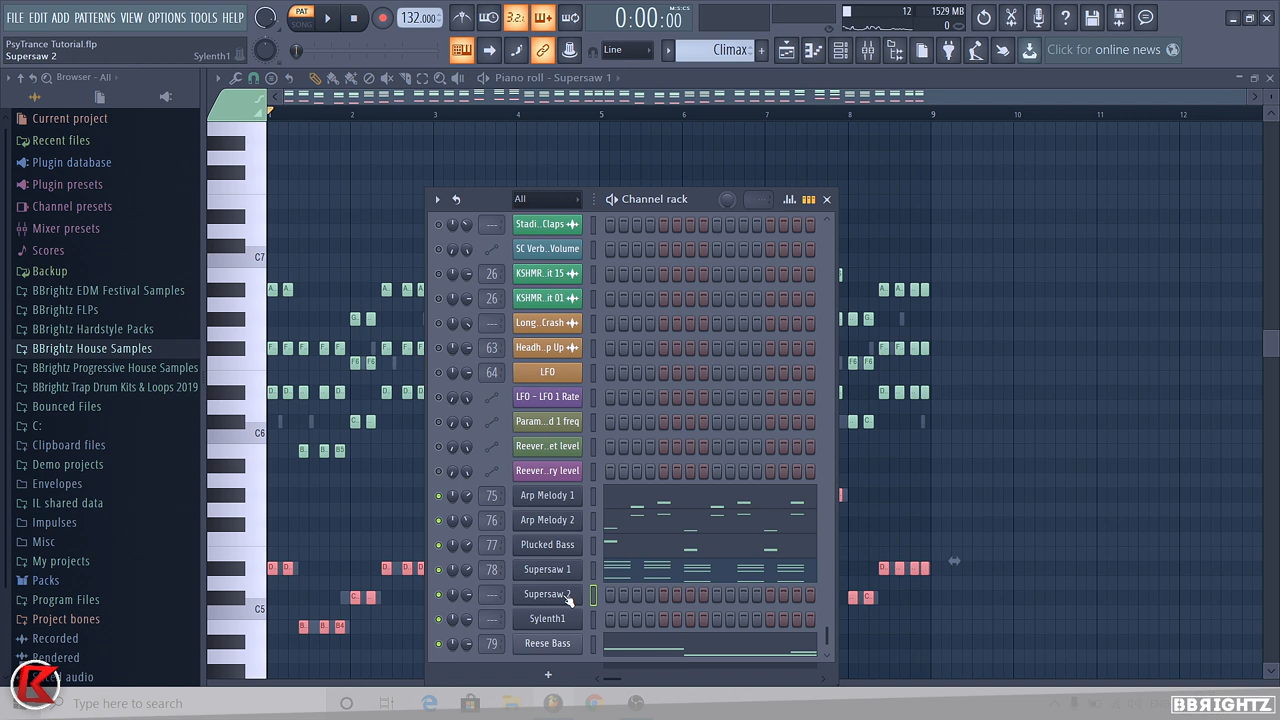 FILE EDIT ADD PATTERNS VIEW OPTIONS TOOLS HELP
PAT
SONG
132.000
3.2
0:00:00
M:S:CS
12
1529 MB
0
PsyTrance Tutorial.flp
Supersaw 2
Sylenth1
Line
Climax
Click for online news
Browser - All
Piano roll - Supersaw 1
Current project
Recent files
Plugin database
Plugin presets
Channel presets
Mixer presets
Scores
Backup
BBrightz EDM Festival Samples
BBrightz FLPs
BBrightz Hardstyle Packs
BBrightz House Samples
BBrightz Progressive House Samples
BBrightz Trap Drum Kits & Loops 2019
Bounced Files
C:
Clipboard files
Demo projects
Envelopes
IL shared data
Impulses
Misc
My projects
Packs
Program Files
Project bones
Recorded
Rendered
d audio
1 2 3 4 5 6 7 8 9 10 11 12
C7
C6
C5
All
Channel rack
Stadi..Claps
SC Verb..Volume
26 KSHMR..it 15
26 KSHMR..it 01
Long..Crash
63 Headh..p Up
64 LFO
LFO - LFO 1 Rate
Param...d 1 freq
Reever..et level
Reever..ry level
75 Arp Melody 1
76 Arp Melody 2
77 Plucked Bass
78 Supersaw 1
Supersaw 2
Sylenth1
79 Reese Bass
Type here to search
K
BBRIGHTZ